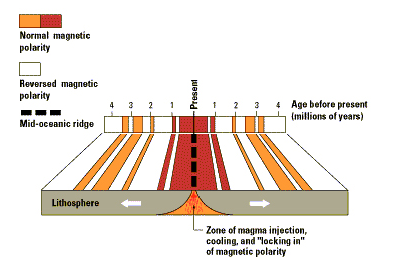 Normal magnetic
polarity
Reversed magnetic
polarity
Mid-oceanic ridge
Present
4 3 2 1 1 2 3 4
Age before present
(millions of years)
Lithosphere
Zone of magma injection,
cooling, and "locking in"
of magnetic polarity